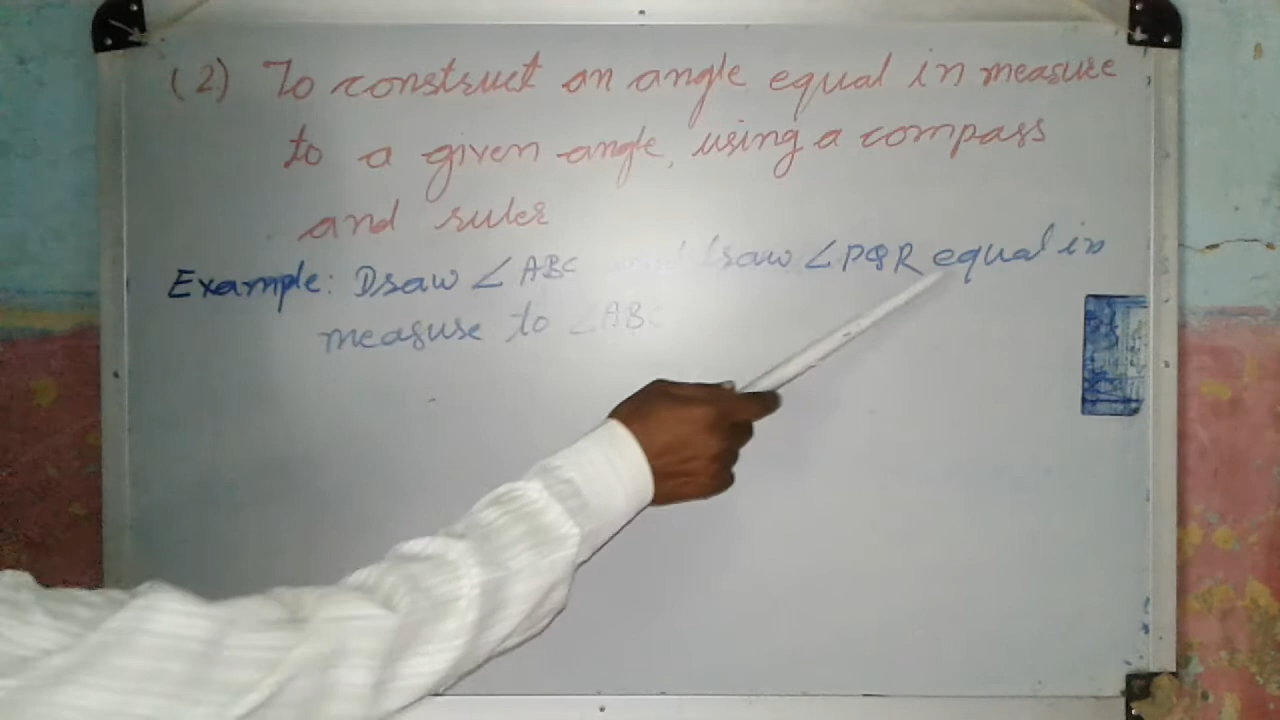 (2) To construct an angle equal in measure
to a given angle, using a compass
and ruler
Example: Draw ∠ABC and draw ∠PQR equal in
measure to ∠ABC